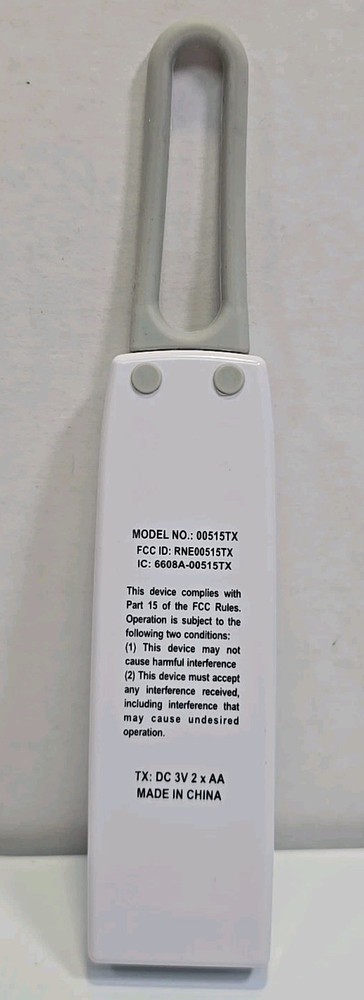 MODEL NO.: 00515TX
FCC ID: RNE00515TX
IC: 6608A-00515TX
This device complies with
Part 15 of the FCC Rules.
Operation is subject to the
following two conditions:
(1) This device may not
cause harmful interference
(2) This device must accept
any interference received,
including interference that
may cause undesired
operation.
TX: DC 3V 2 x AA
MADE IN CHINA